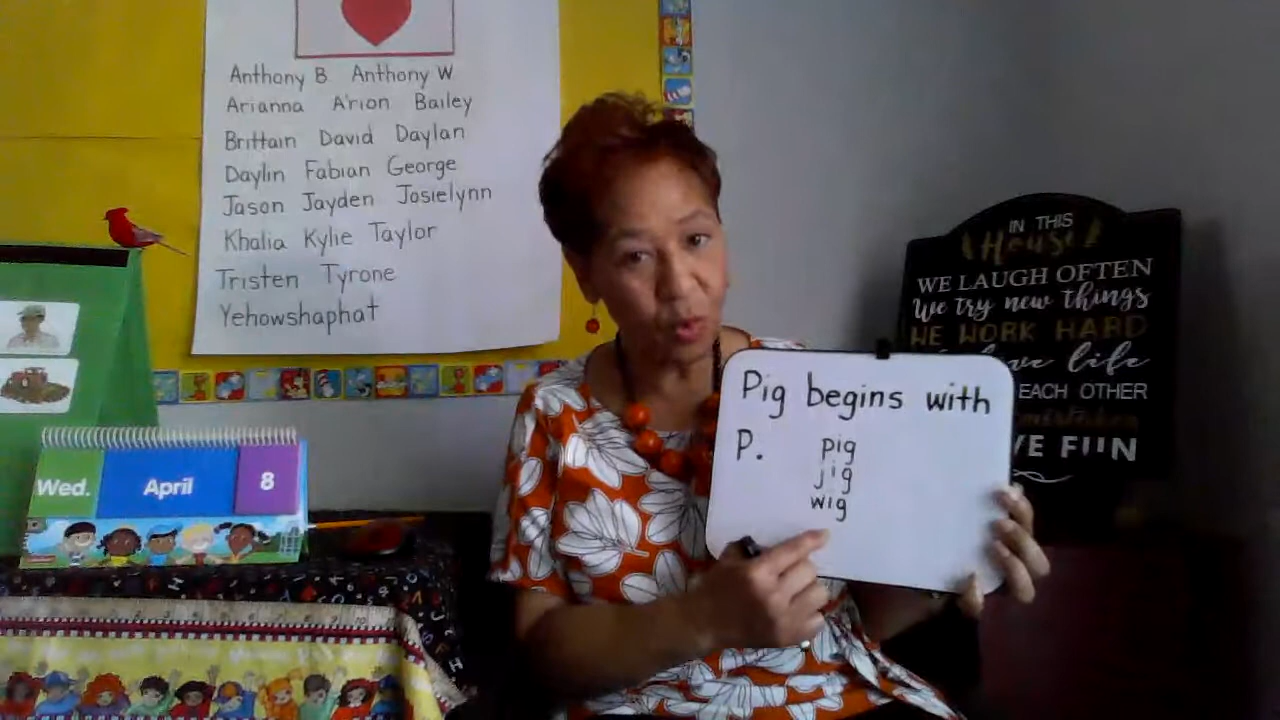 Anthony B Anthony W
Arianna A'rion Bailey
Brittain David Daylan
Daylin Fabian George
Jason Jayden Josielynn
Khalia Kylie Taylor
Tristen Tyrone
Yehowshaphat
Pig begins with
P. pig
jig
wig
IN THIS
House
WE LAUGH OFTEN
We try new things
WE WORK HARD
life
EACH OTHER
FUN
Wed. April 8